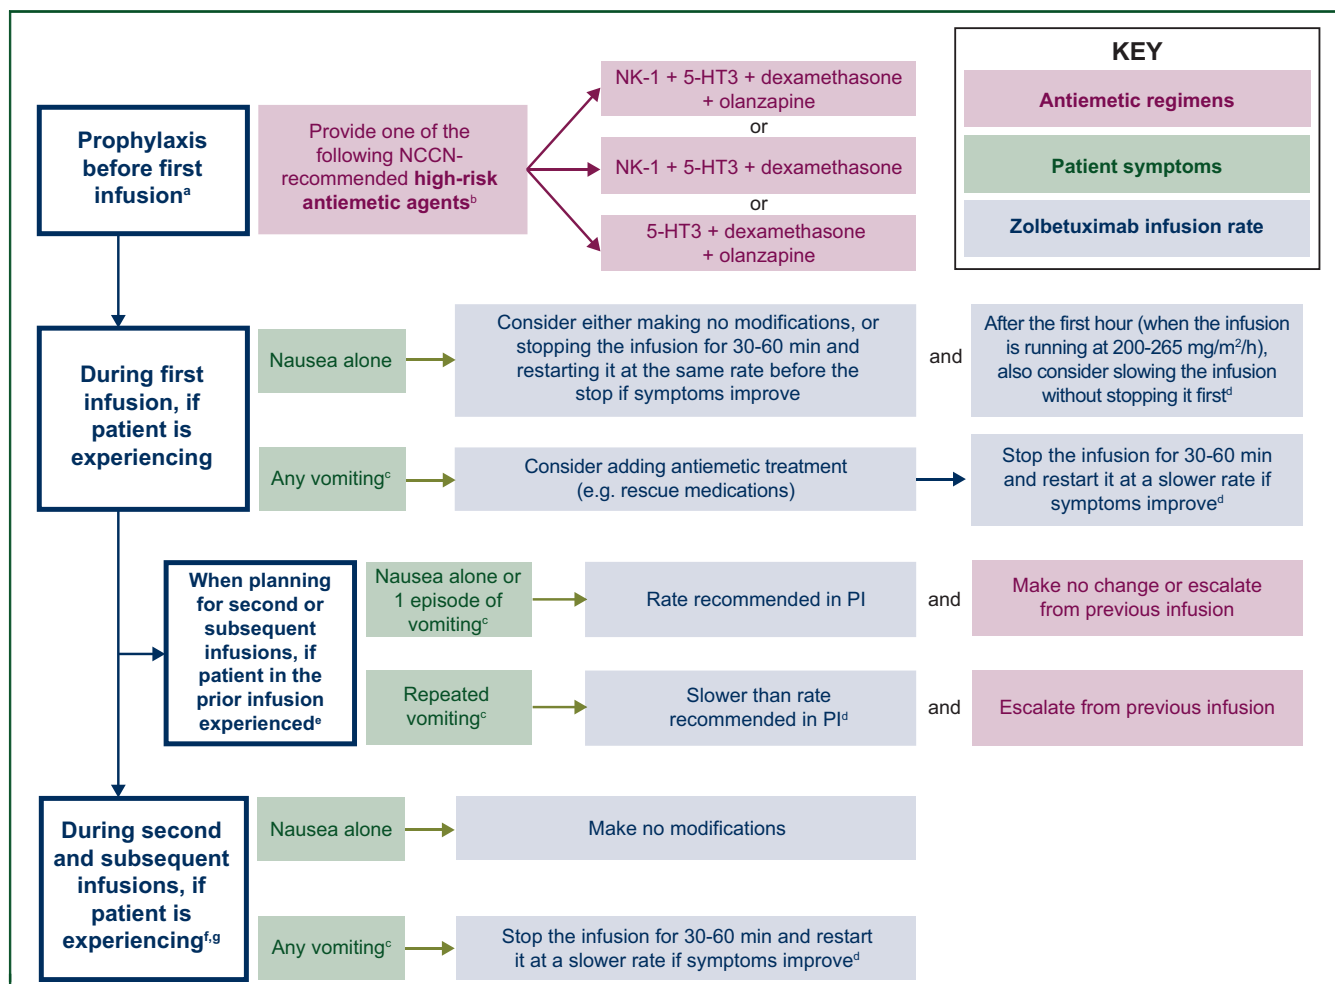 KEY
Antiemetic regimens
Patient symptoms
Zolbetuximab infusion rate
Prophylaxis
before first
infusionᵃ
Provide one of the
following NCCN-
recommended high-risk
antiemetic agentsᵇ
NK-1 + 5-HT3 + dexamethasone
+ olanzapine
or
NK-1 + 5-HT3 + dexamethasone
or
5-HT3 + dexamethasone
+ olanzapine
During first
infusion, if
patient is
experiencing
Nausea alone
Consider either making no modifications, or
stopping the infusion for 30-60 min and
restarting it at the same rate before the
stop if symptoms improve
and
After the first hour (when the infusion
is running at 200-265 mg/m²/h),
also consider slowing the infusion
without stopping it firstᵈ
Any vomitingᶜ
Consider adding antiemetic treatment
(e.g. rescue medications)
Stop the infusion for 30-60 min
and restart it at a slower rate if
symptoms improveᵈ
When planning
for second or
subsequent
infusions, if
patient in the
prior infusion
experiencedᵉ
Nausea alone or
1 episode of
vomitingᶜ
Rate recommended in PI
and
Make no change or escalate
from previous infusion
Repeated
vomitingᶜ
Slower than rate
recommended in PIᵈ
and
Escalate from previous infusion
During second
and subsequent
infusions, if
patient is
experiencingᶠ,ᵍ
Nausea alone
Make no modifications
Any vomitingᶜ
Stop the infusion for 30-60 min and restart
it at a slower rate if symptoms improveᵈ